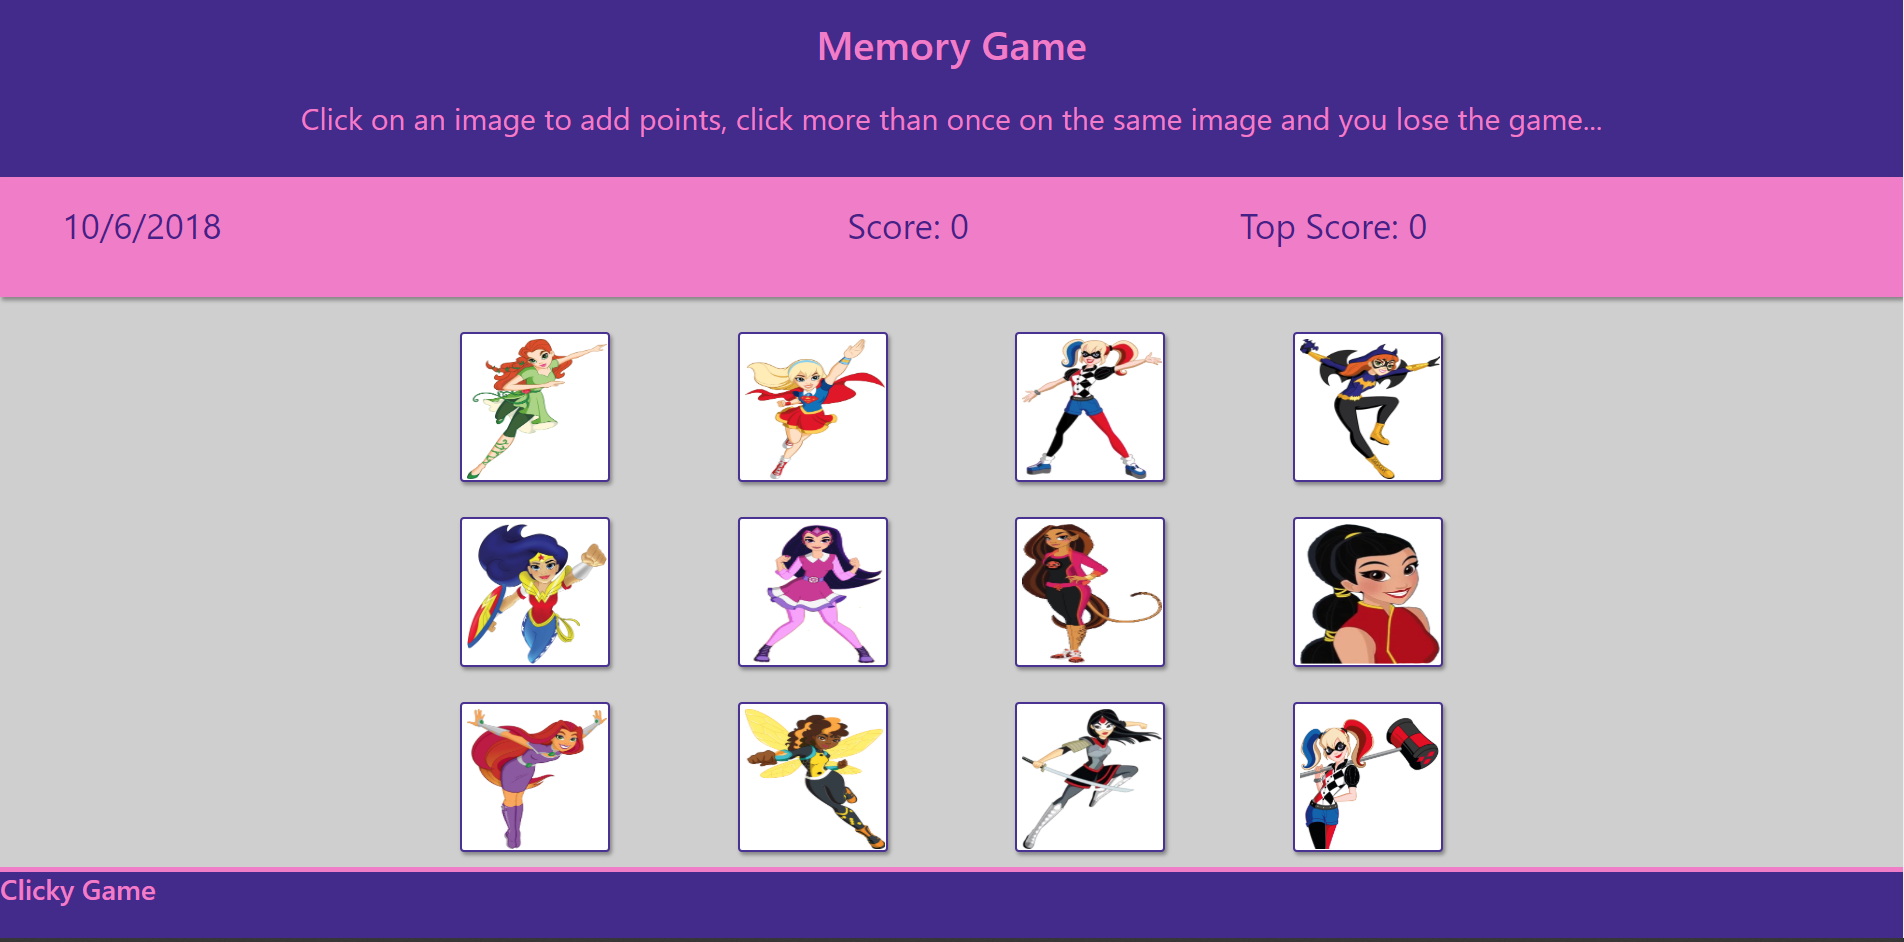 Memory Game
Click on an image to add points, click more than once on the same image and you lose the game...
10/6/2018 Score: 0 Top Score: 0
Clicky Game